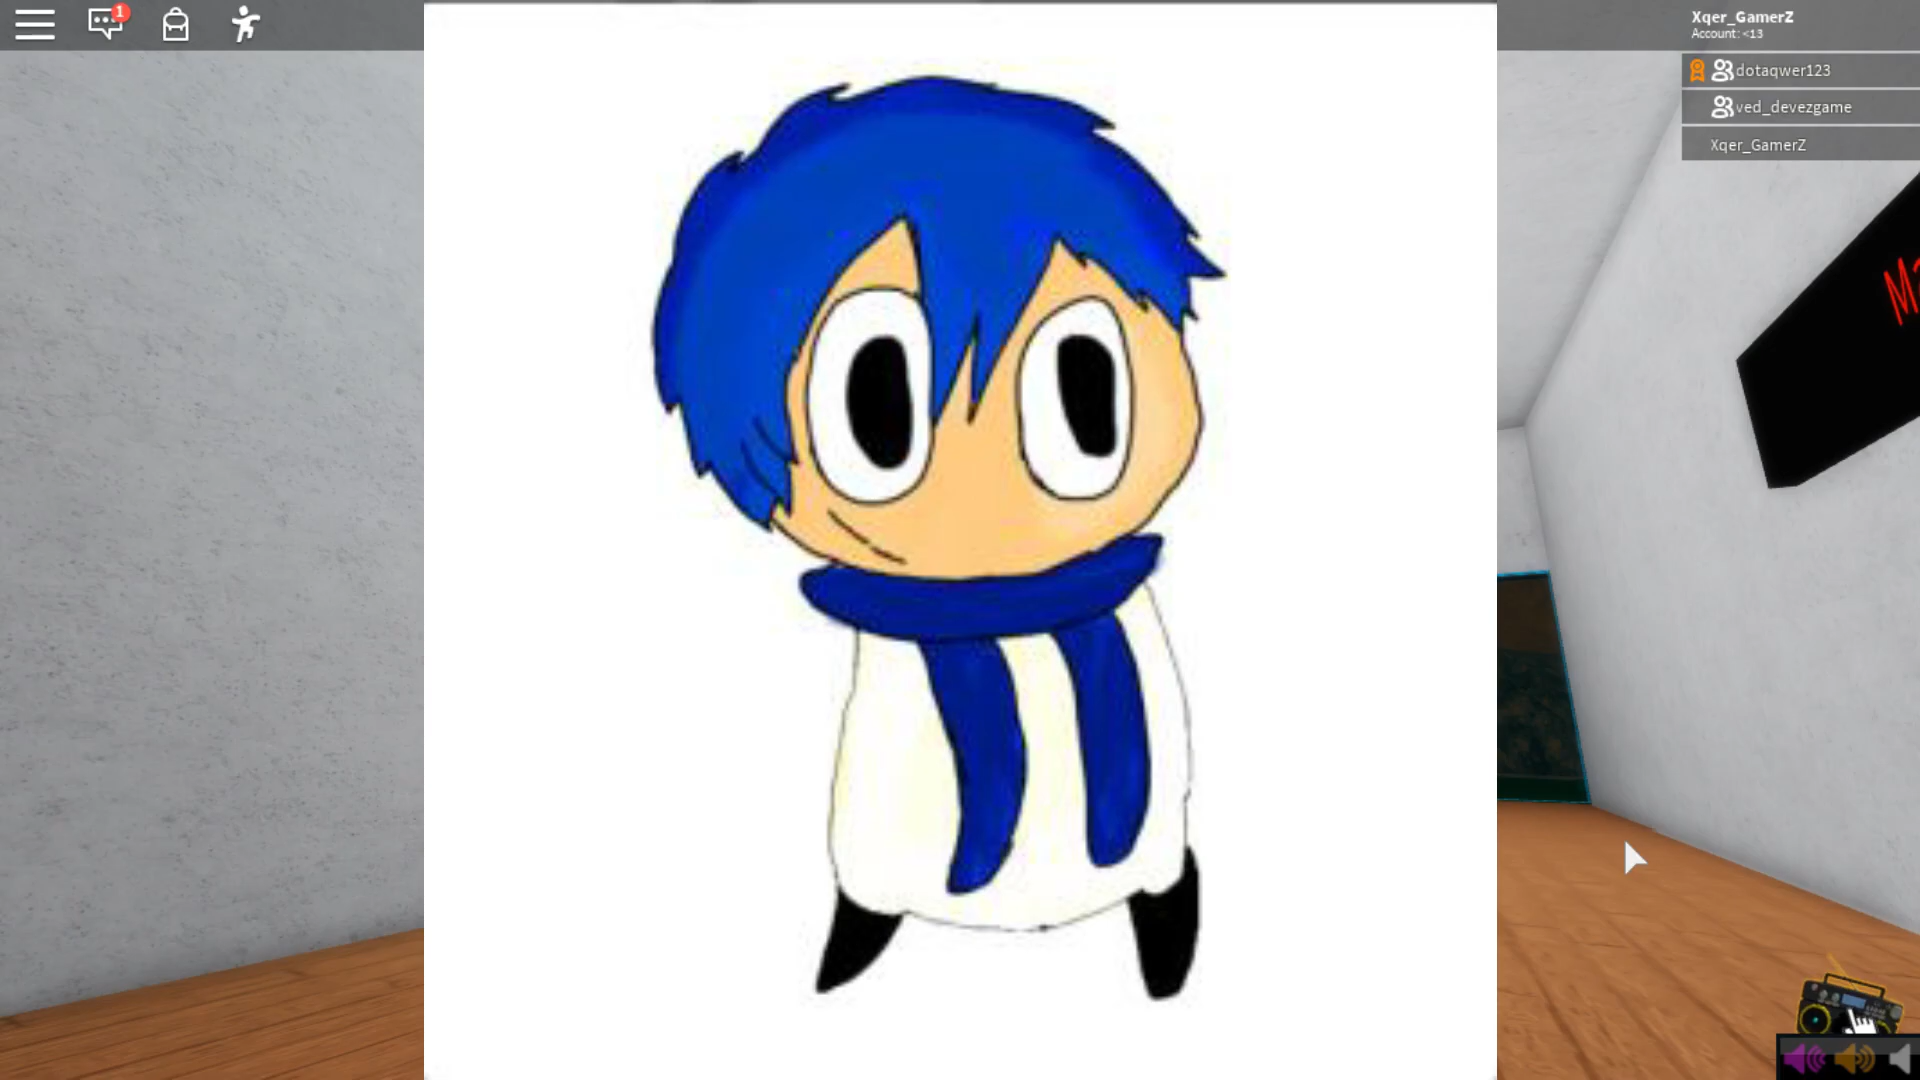 1
Xqer_GamerZ
Account: <13
dotaqwer123
ved_devezgame
Xqer_GamerZ